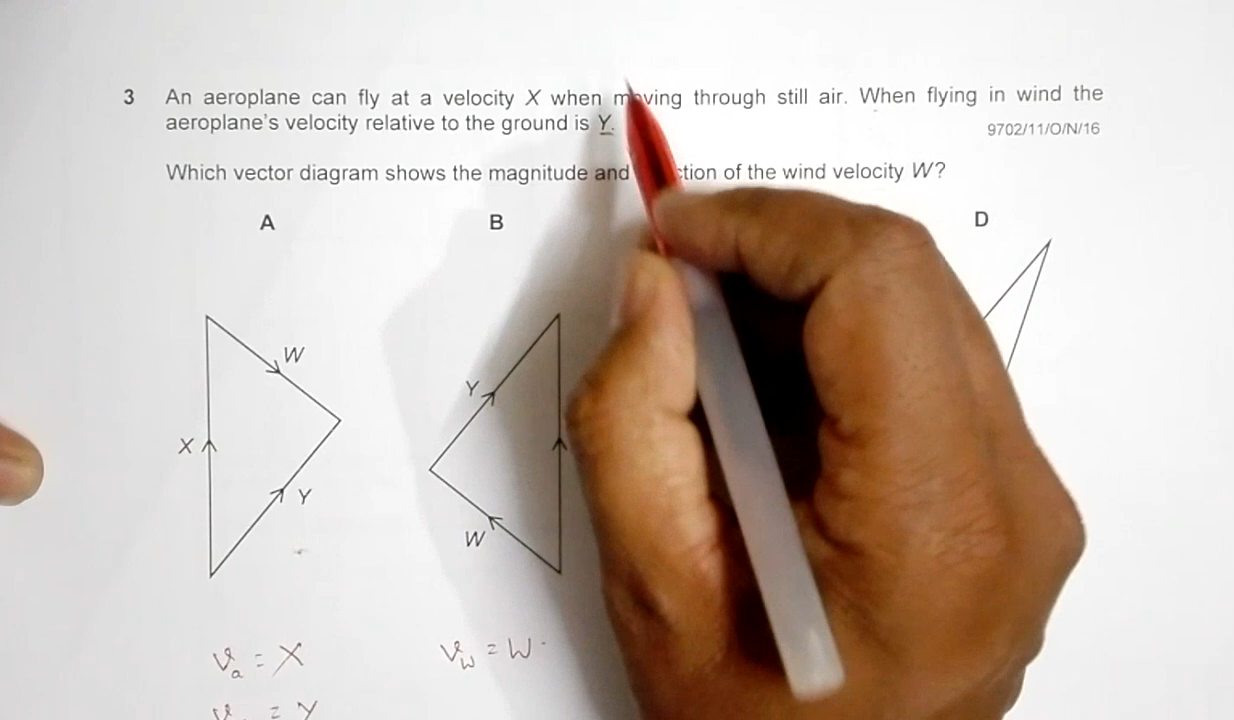 3 An aeroplane can fly at a velocity X when moving through still air. When flying in wind the
aeroplane's velocity relative to the ground is Y.
9702/11/O/N/16
Which vector diagram shows the magnitude and of the wind velocity W?
A B D
W
X
Y
Y
W
Va = X
Vw = W.
= Y